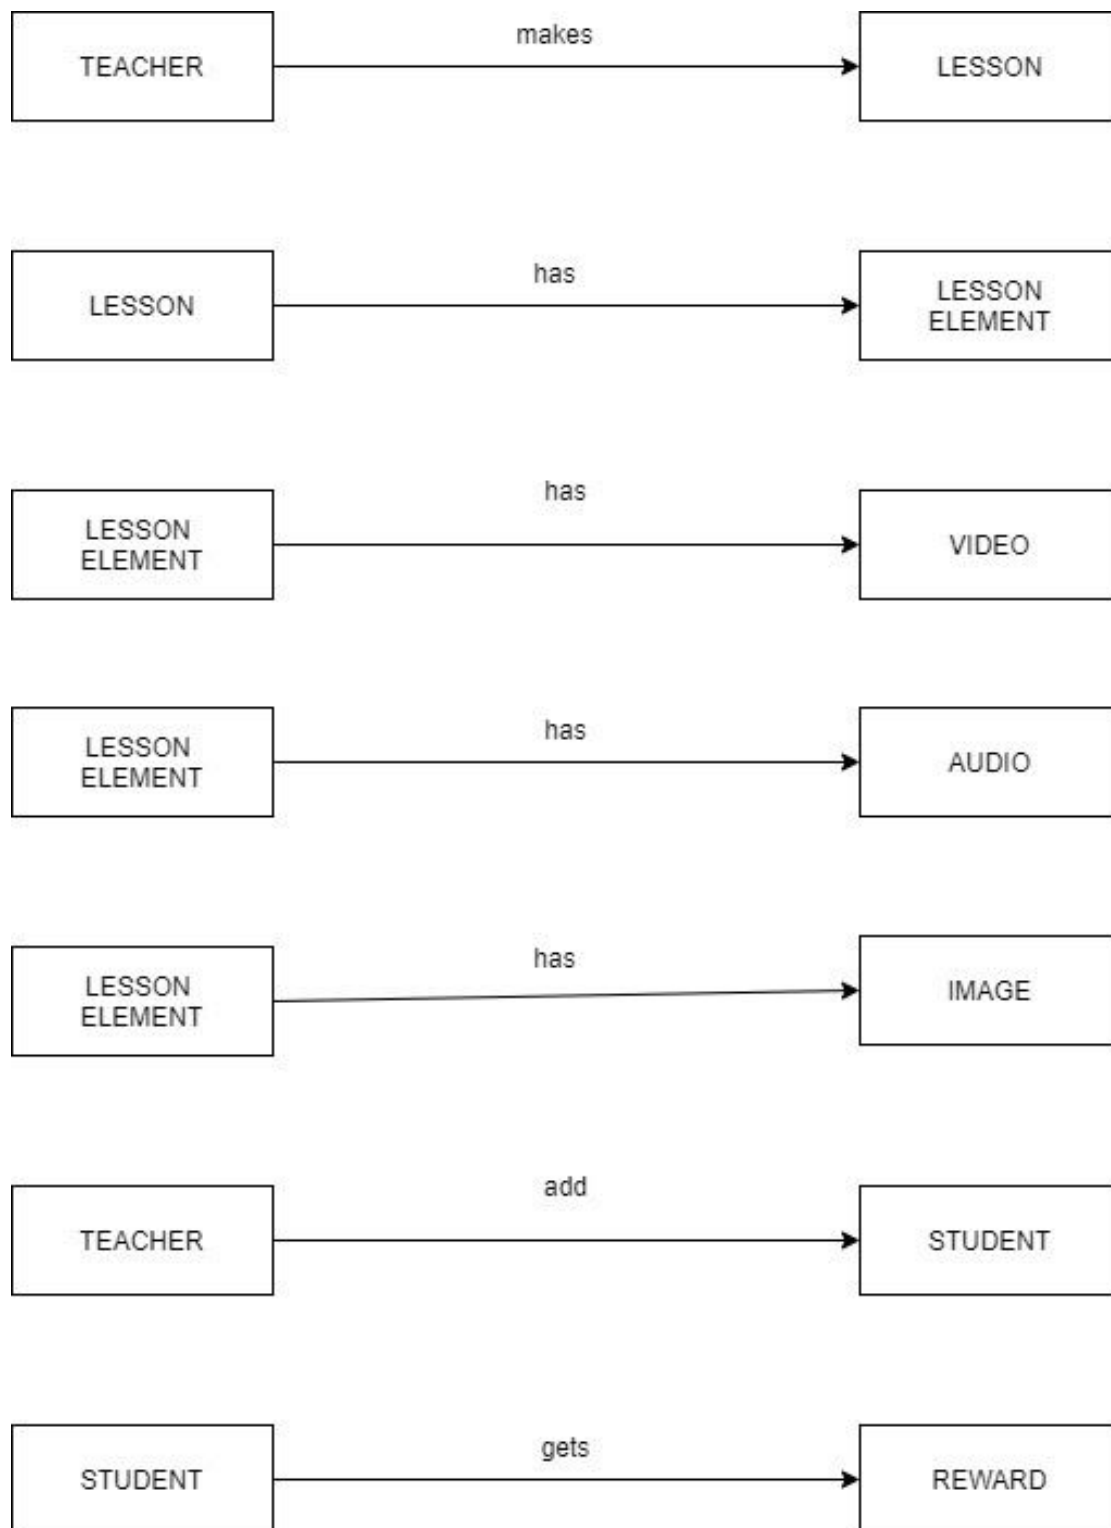 makes
TEACHER
LESSON
has
LESSON
LESSON
ELEMENT
has
LESSON
ELEMENT
VIDEO
has
LESSON
ELEMENT
AUDIO
has
LESSON
ELEMENT
IMAGE
add
TEACHER
STUDENT
gets
STUDENT
REWARD